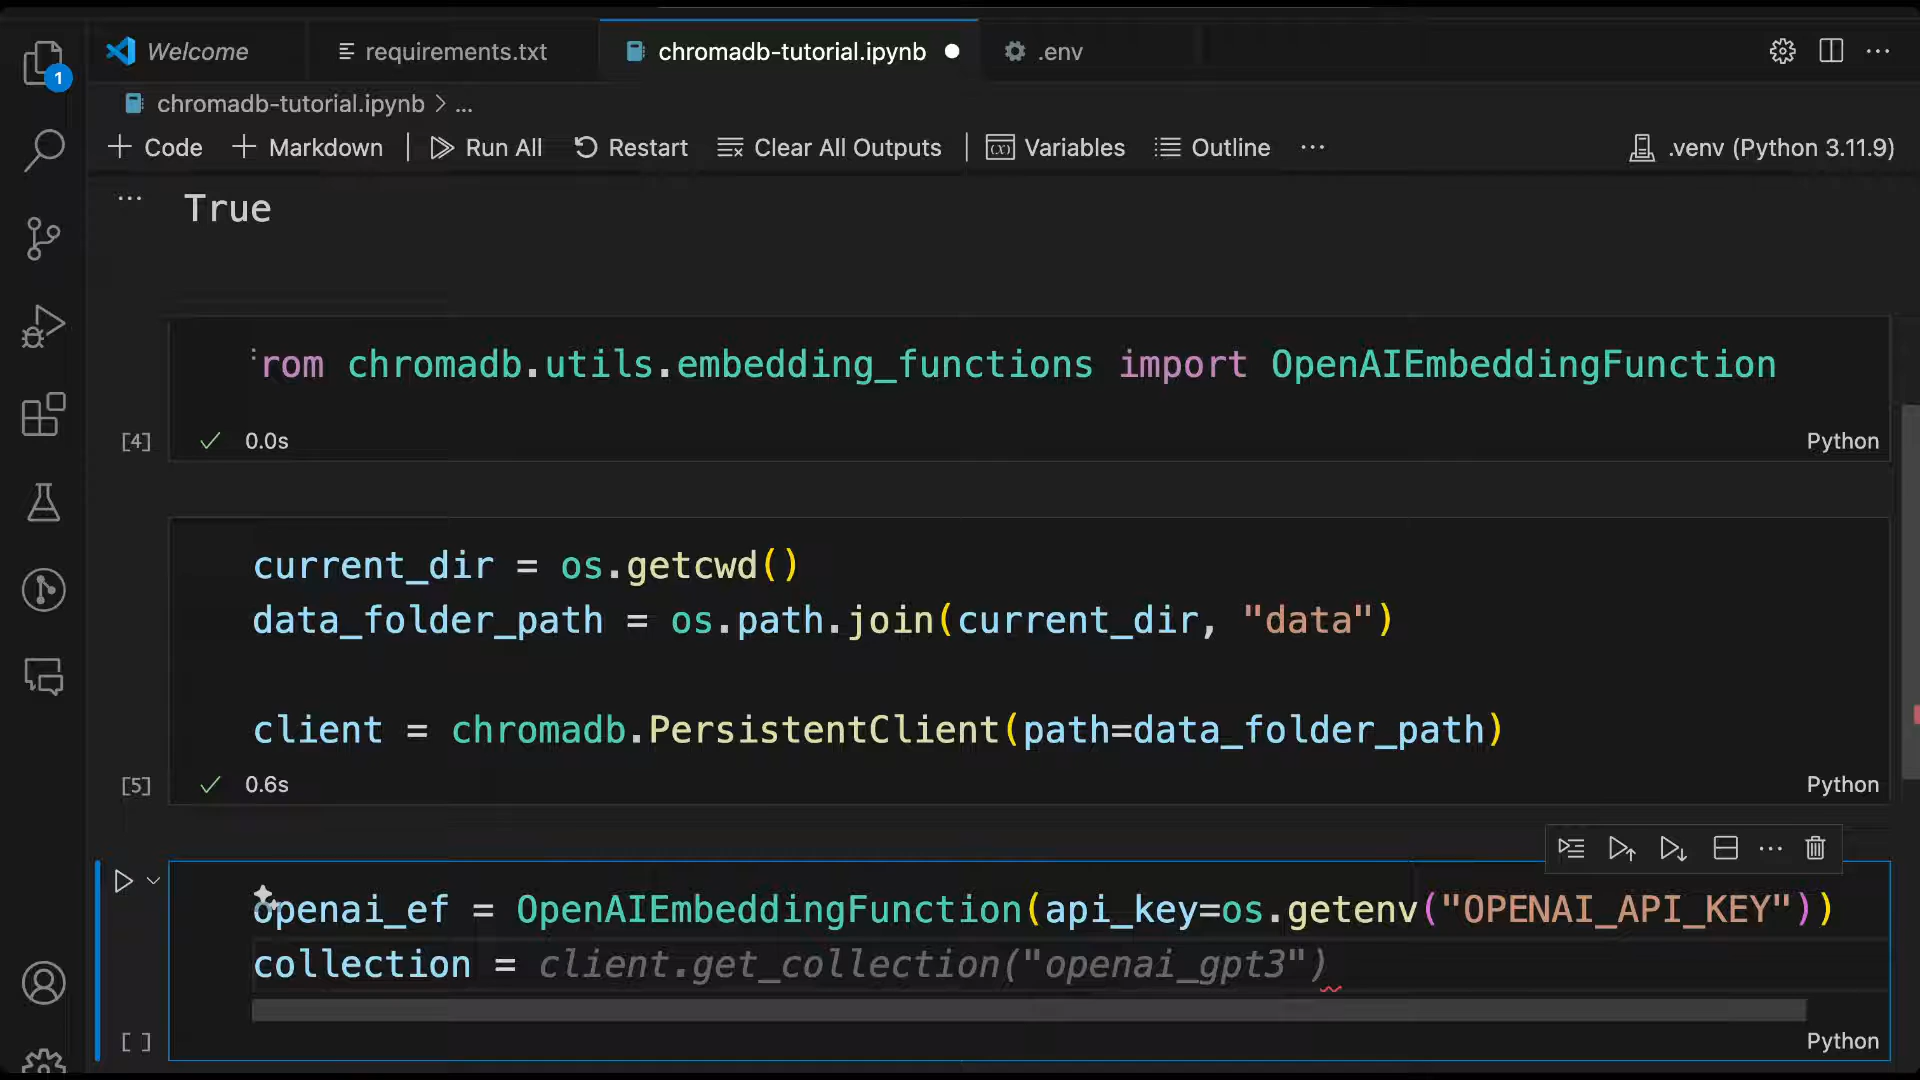 Welcome
requirements.txt
chromadb-tutorial.ipynb
.env
1
chromadb-tutorial.ipynb > ...
+ Code + Markdown | Run All Restart Clear All Outputs | Variables Outline ...
.venv (Python 3.11.9)
... True
rom chromadb.utils.embedding_functions import OpenAIEmbeddingFunction
[4] ✓ 0.0s Python
current_dir = os.getcwd()
data_folder_path = os.path.join(current_dir, "data")
client = chromadb.PersistentClient(path=data_folder_path)
[5] ✓ 0.6s Python
openai_ef = OpenAIEmbeddingFunction(api_key=os.getenv("OPENAI_API_KEY"))
collection = client.get_collection("openai_gpt3")
[ ] Python